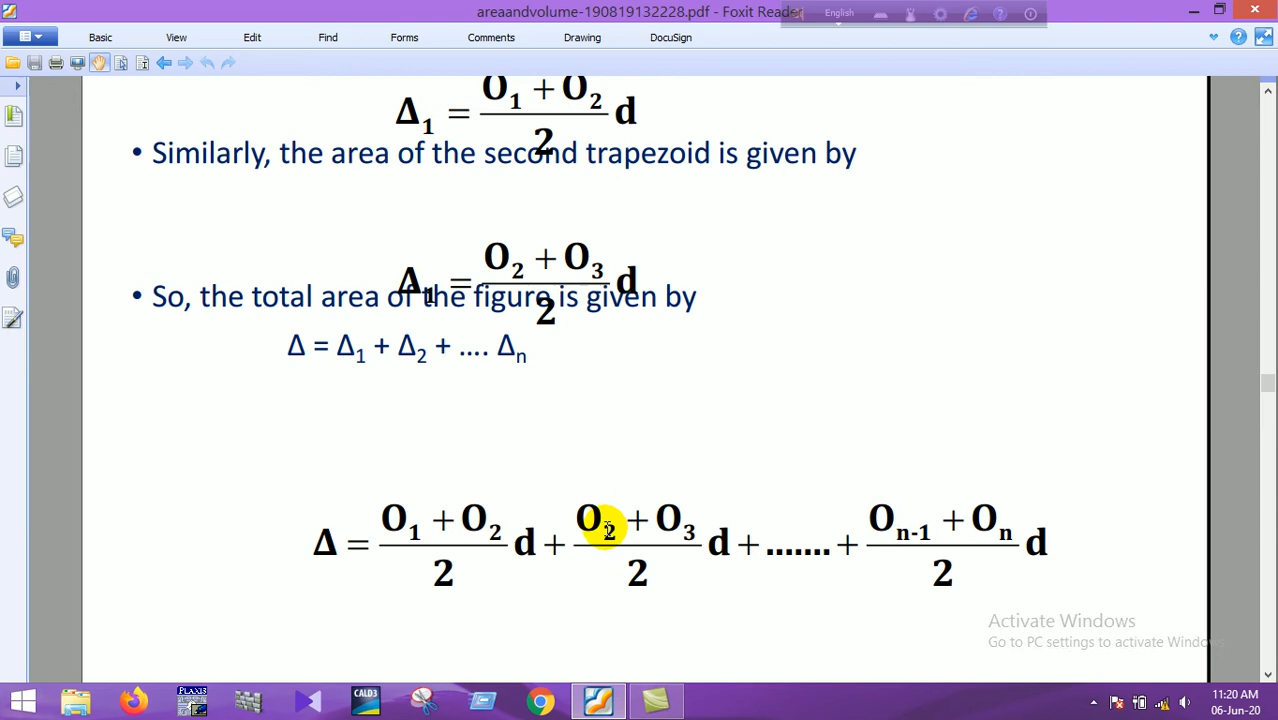 areaandvolume-190819132228.pdf - Foxit Reader
English
Basic View Edit Find Forms Comments Drawing DocuSign
Δ1 = (O1 + O2)/2 d
• Similarly, the area of the second trapezoid is given by
Δ1 = (O2 + O3)/2 d
• So, the total area of the figure is given by
Δ = Δ1 + Δ2 + .... Δn
Δ = (O1 + O2)/2 d + (O2 + O3)/2 d + ....... + (On-1 + On)/2 d
Activate Windows
Go to PC settings to activate Windows
PLAXIS
CALD3
11:20 AM
06-Jun-20